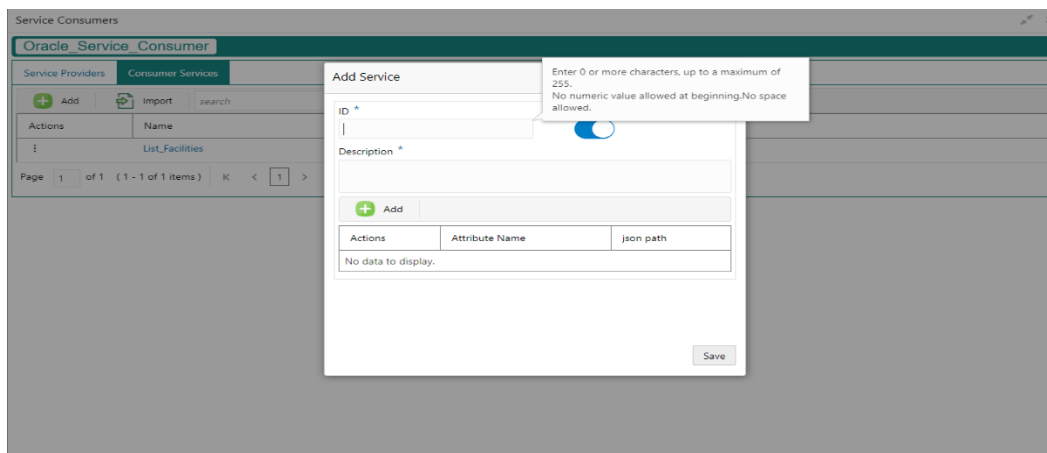 Service Consumers
Oracle_Service_Consumer
Service Providers Consumer Services
Add Import search
Actions Name
List_Facilities
Page 1 of 1 (1 - 1 of 1 items) K < 1 >
Add Service
Enter 0 or more characters, up to a maximum of
255.
No numeric value allowed at beginning.No space
allowed.
ID *
Description *
Add
Actions Attribute Name json path
No data to display.
Save